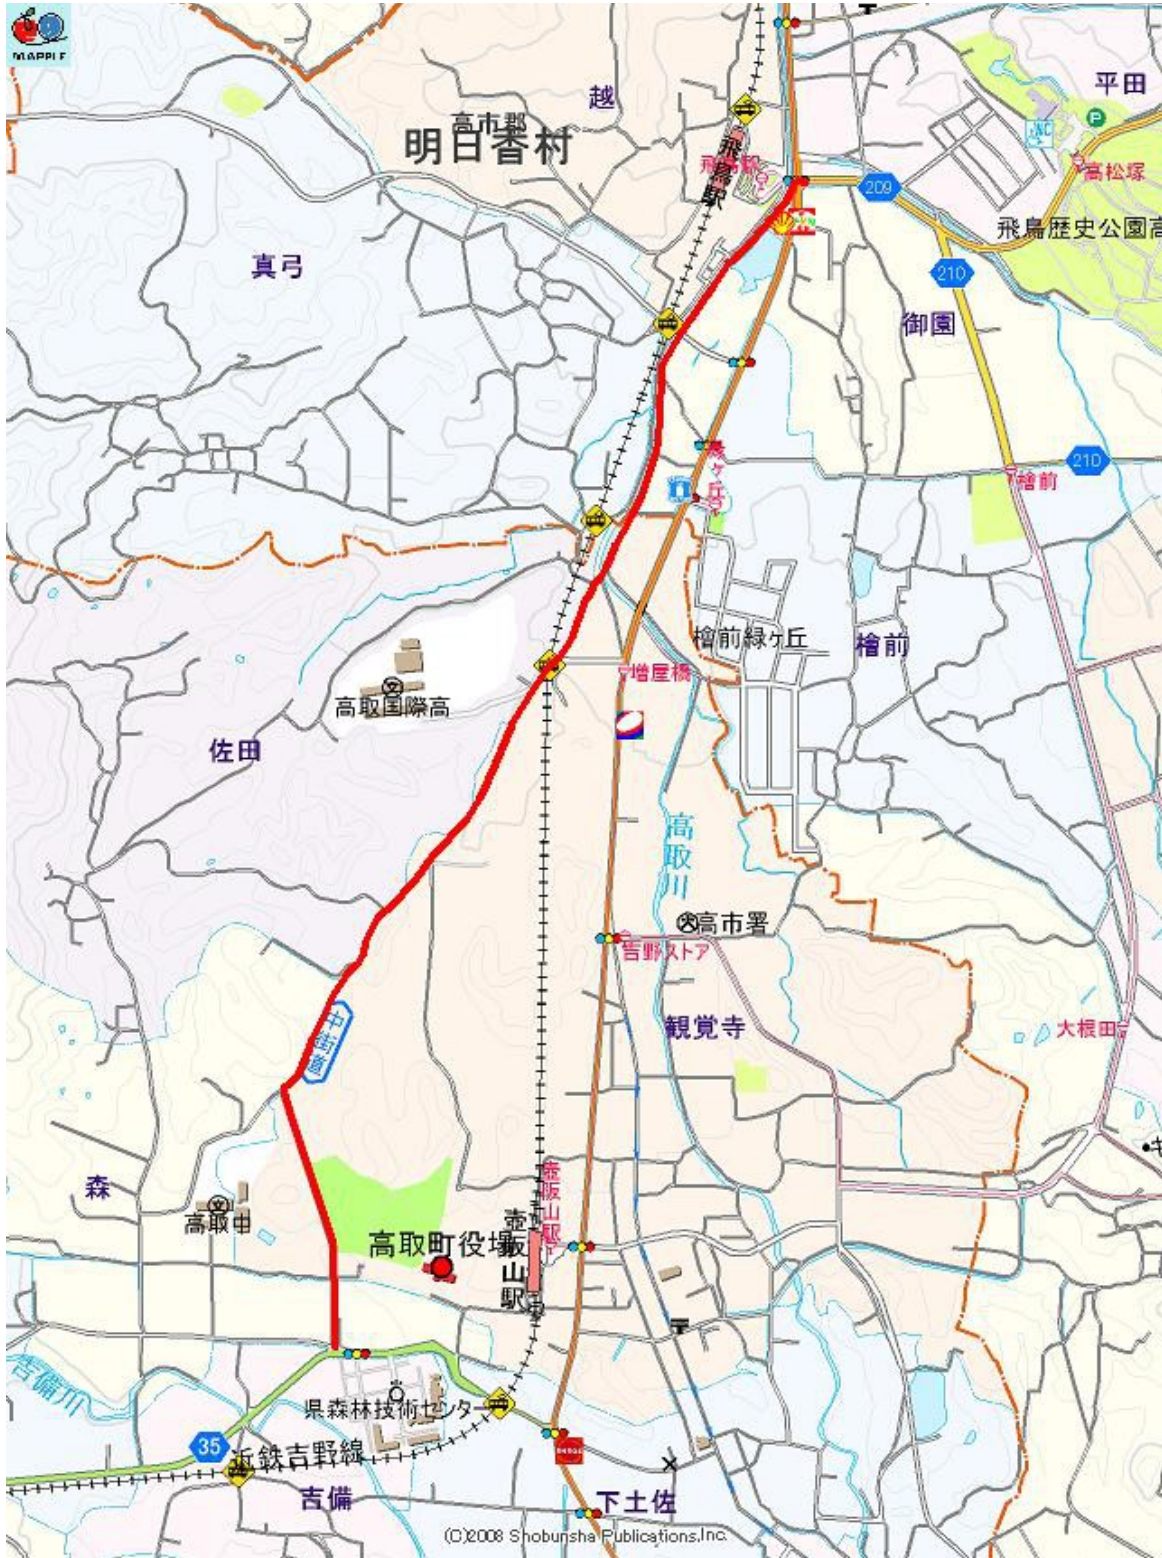 MAPPLE
平田
越
高市郡
明日香村
飛鳥駅
飛鳥駅
高松塚
209
飛鳥歴史公園高
真弓
210
御園
210
檜前
檜前緑ヶ丘
檜前
増屋橋
高取国際高
佐田
高取川
高市署
吉野ストア
中街道
観覚寺
大根田
森
高取中
壺阪山駅
高取町役場
壺阪山駅
吉備川
県森林技術センター
35
近鉄吉野線
吉備
下土佐
(C)2008 Shobunsha Publications,Inc.